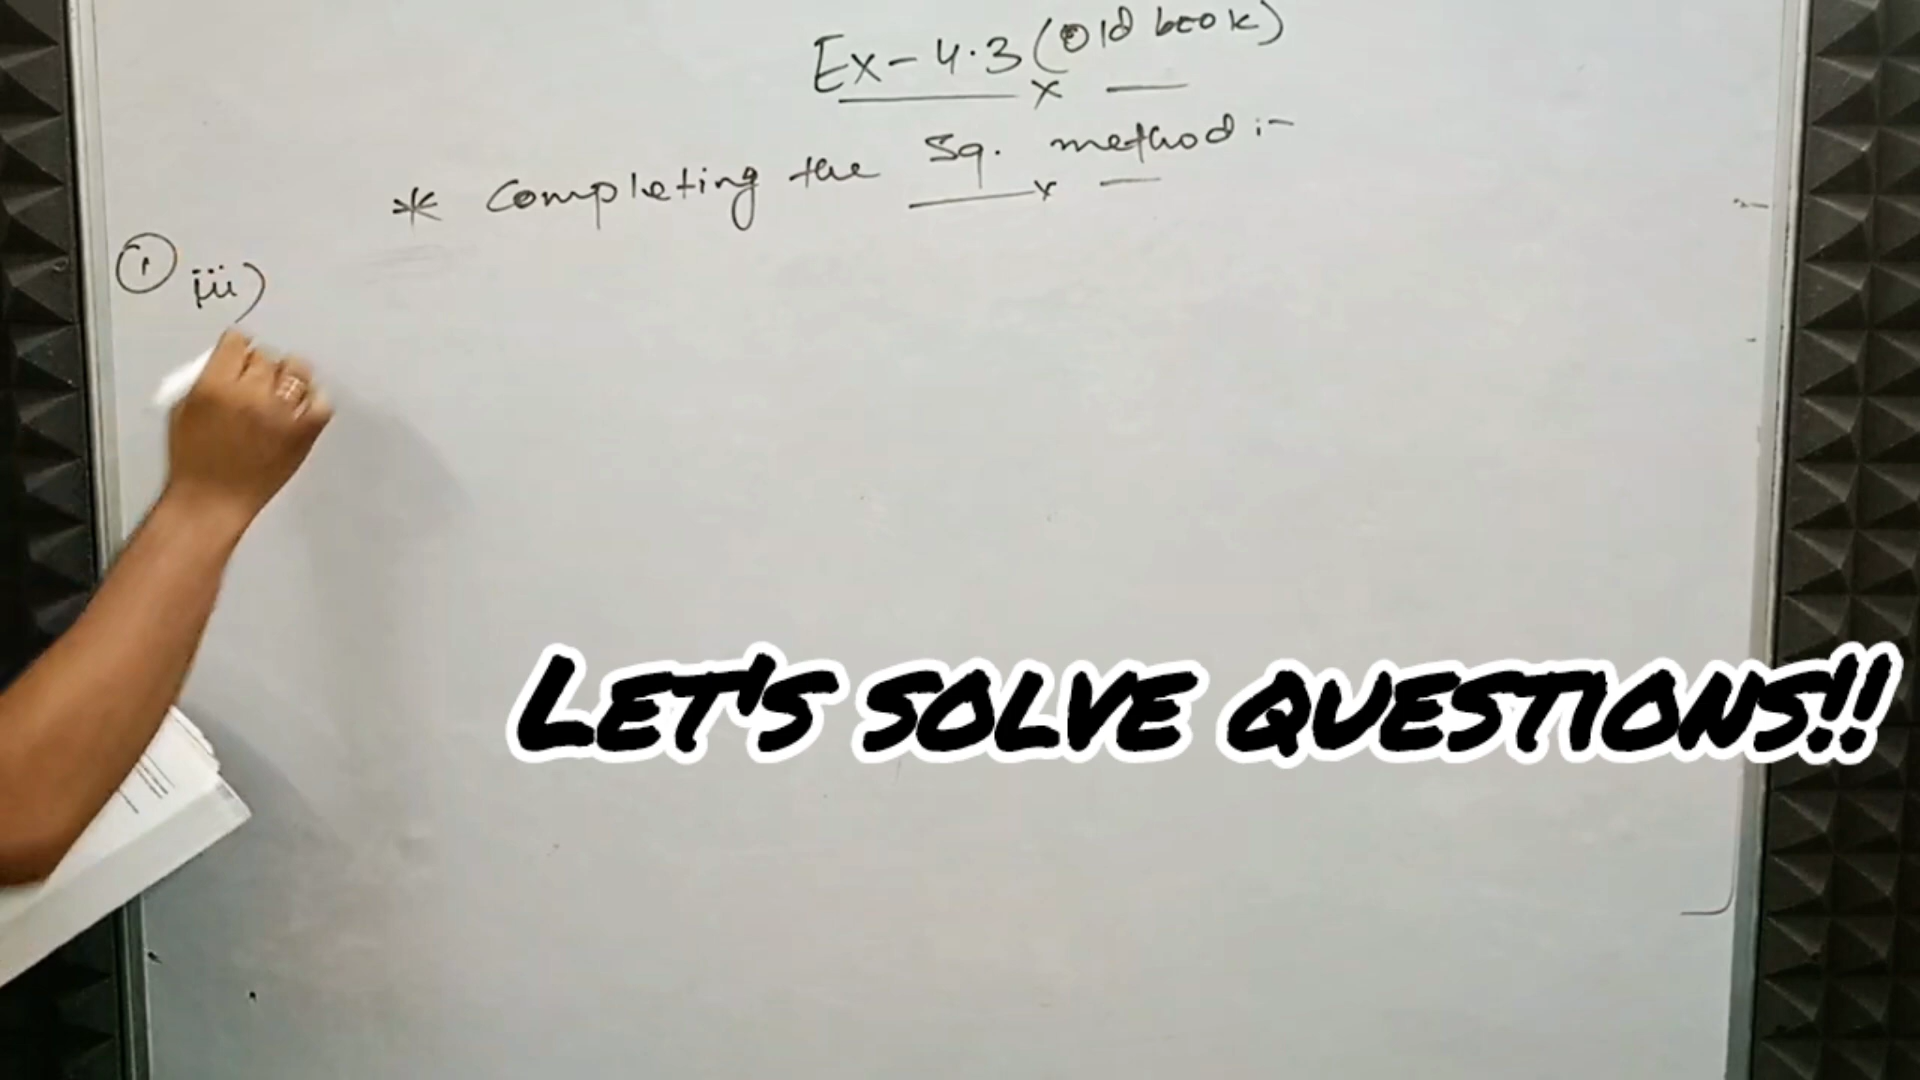 Ex-4.3 (Old book)
* Completing the Sq. method :-
① iii)
LET'S SOLVE QUESTIONS!!